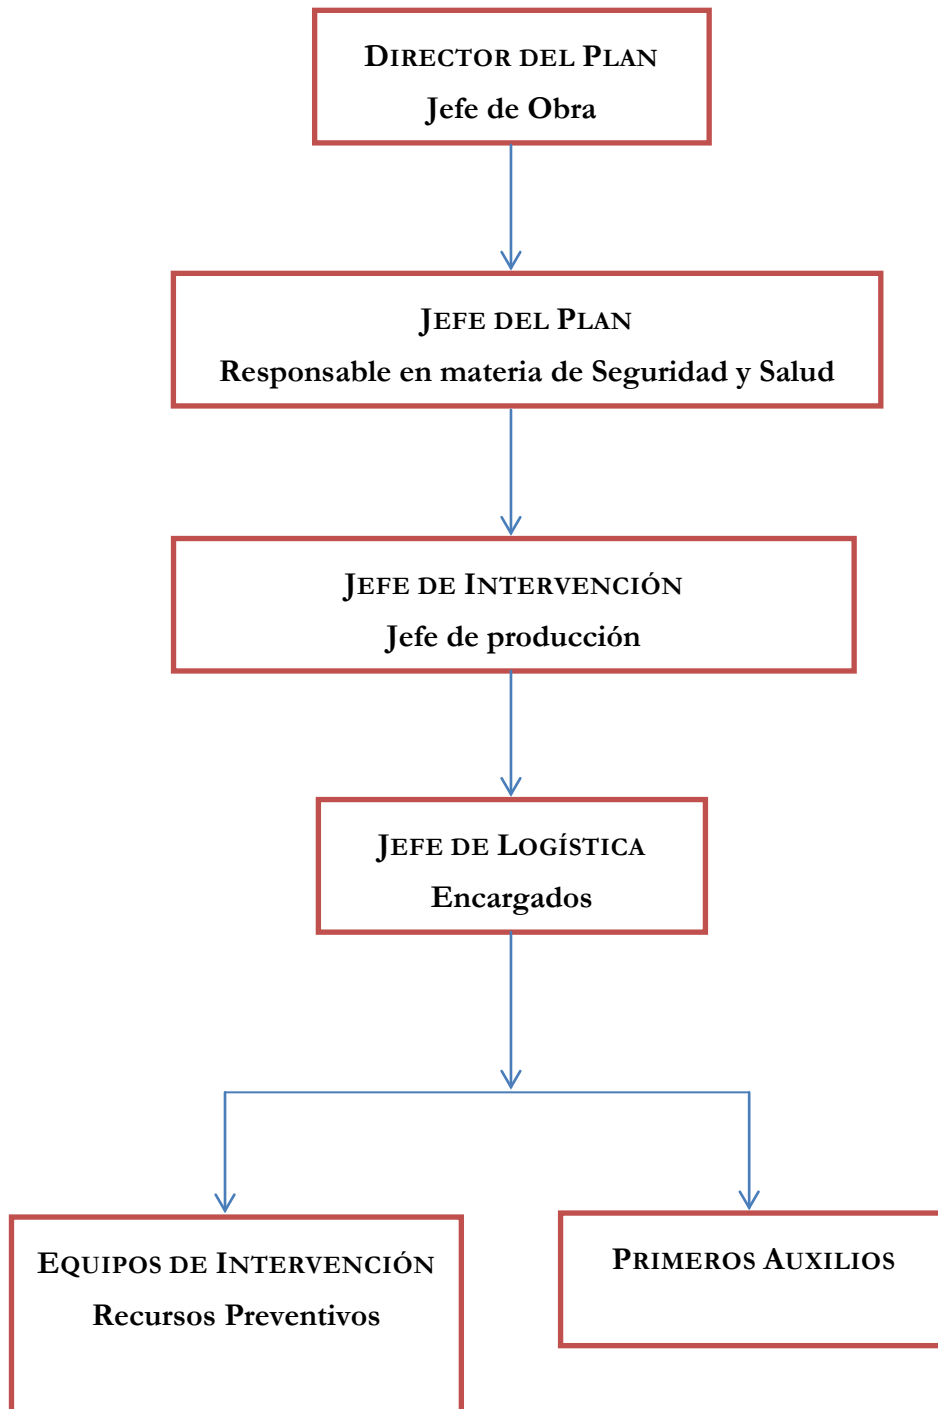 DIRECTOR DEL PLAN
Jefe de Obra
JEFE DEL PLAN
Responsable en materia de Seguridad y Salud
JEFE DE INTERVENCIÓN
Jefe de producción
JEFE DE LOGÍSTICA
Encargados
EQUIPOS DE INTERVENCIÓN
Recursos Preventivos
PRIMEROS AUXILIOS